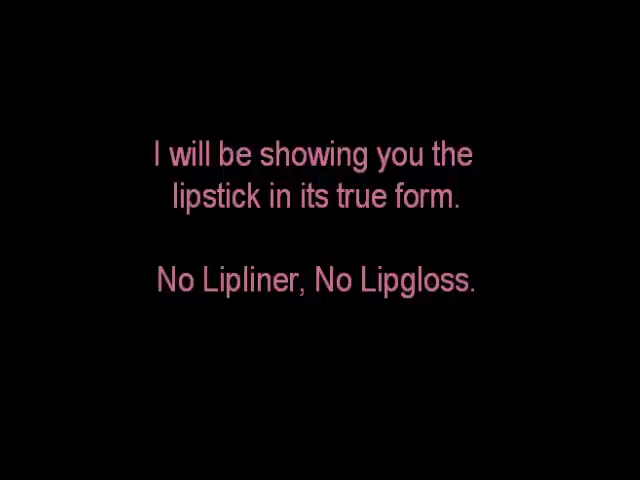 I will be showing you the
lipstick in its true form.
No Lipliner, No Lipgloss.